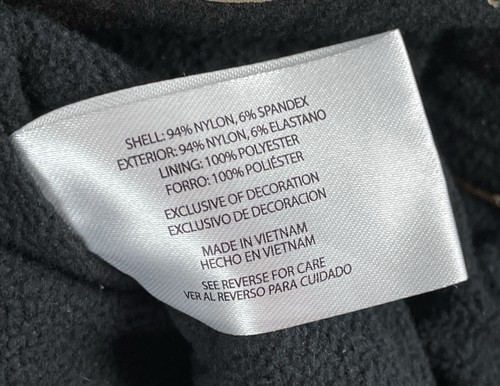 SHELL: 94% NYLON, 6% SPANDEX
EXTERIOR: 94% NYLON, 6% ELASTANO
LINING: 100% POLYESTER
FORRO: 100% POLIÉSTER
EXCLUSIVE OF DECORATION
EXCLUSIVO DE DECORACION
MADE IN VIETNAM
HECHO EN VIETNAM
SEE REVERSE FOR CARE
VER AL REVERSO PARA CUIDADO